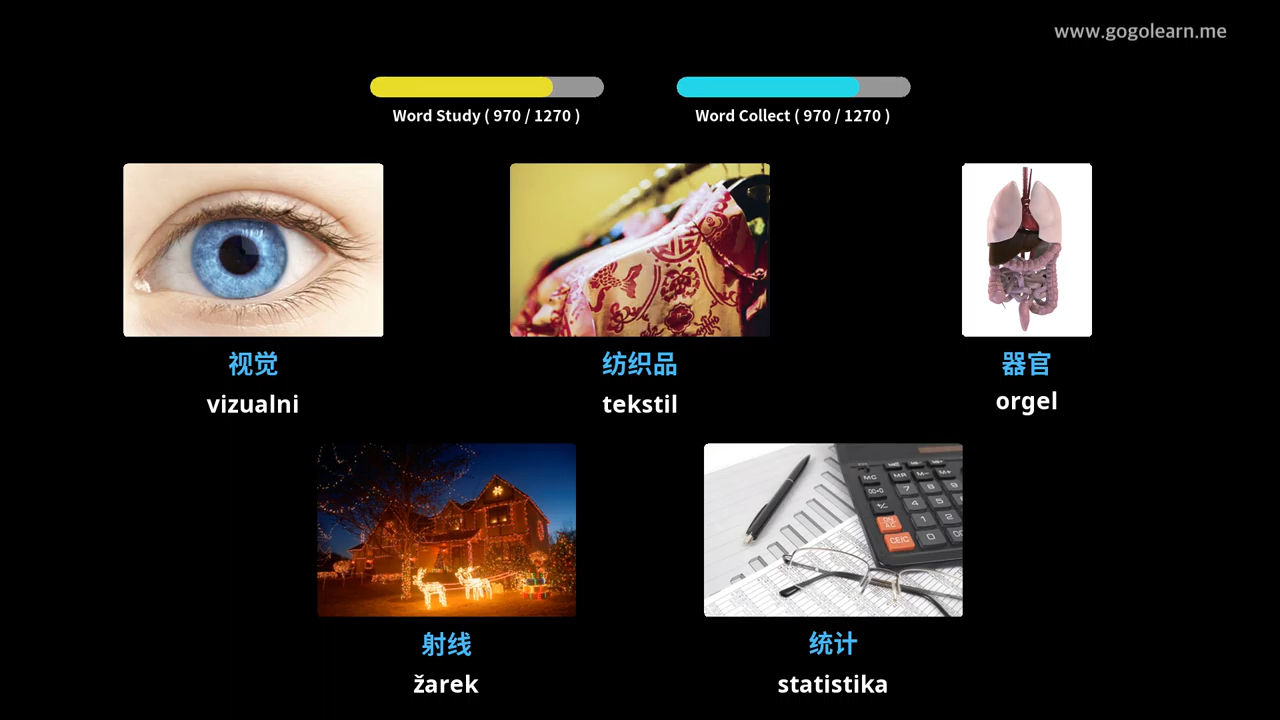 www.gogolearn.me
Word Study ( 970 / 1270 )
Word Collect ( 970 / 1270 )
视觉
纺织品
器官
vizualni
tekstil
orgel
射线
统计
žarek
statistika